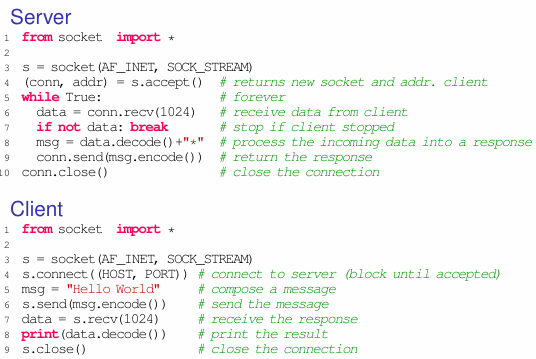 Server
1 from socket import *
2
3 s = socket(AF_INET, SOCK_STREAM)
4 (conn, addr) = s.accept() # returns new socket and addr. client
5 while True: # forever
6 data = conn.recv(1024) # receive data from client
7 if not data: break # stop if client stopped
8 msg = data.decode()+"*" # process the incoming data into a response
9 conn.send(msg.encode()) # return the response
10 conn.close() # close the connection
Client
1 from socket import *
2
3 s = socket(AF_INET, SOCK_STREAM)
4 s.connect((HOST, PORT)) # connect to server (block until accepted)
5 msg = "Hello World" # compose a message
6 s.send(msg.encode()) # send the message
7 data = s.recv(1024) # receive the response
8 print(data.decode()) # print the result
9 s.close() # close the connection